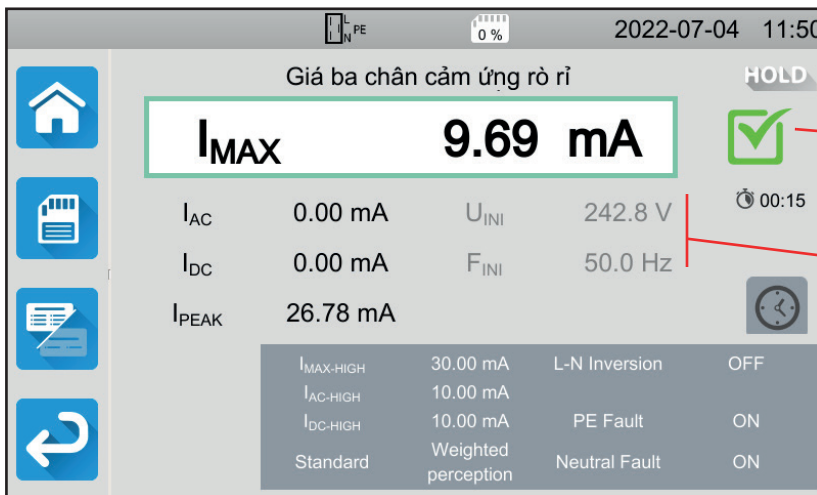 L
N PE
0 %
2022-07-04 11:50
Giá ba chân cảm ứng rò rỉ
HOLD
IMAX 9.69 mA
IAC 0.00 mA UINI 242.8 V
00:15
IDC 0.00 mA FINI 50.0 Hz
IPEAK 26.78 mA
IMAX-HIGH 30.00 mA L-N Inversion OFF
IAC-HIGH 10.00 mA
IDC-HIGH 10.00 mA PE Fault ON
Standard Weighted perception Neutral Fault ON